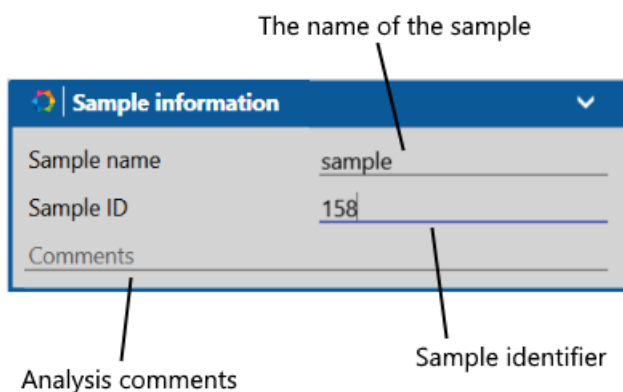 The name of the sample
Sample information
Sample name sample
Sample ID 158
Comments
Sample identifier
Analysis comments